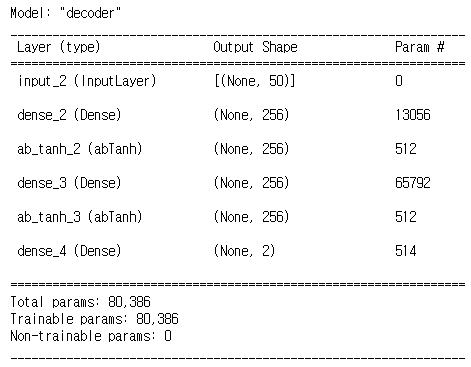 Model: "decoder"
_________________________________________________________________
Layer (type) Output Shape Param #
=================================================================
input_2 (InputLayer) [(None, 50)] 0
dense_2 (Dense) (None, 256) 13056
ab_tanh_2 (abTanh) (None, 256) 512
dense_3 (Dense) (None, 256) 65792
ab_tanh_3 (abTanh) (None, 256) 512
dense_4 (Dense) (None, 2) 514
=================================================================
Total params: 80,386
Trainable params: 80,386
Non-trainable params: 0
_________________________________________________________________